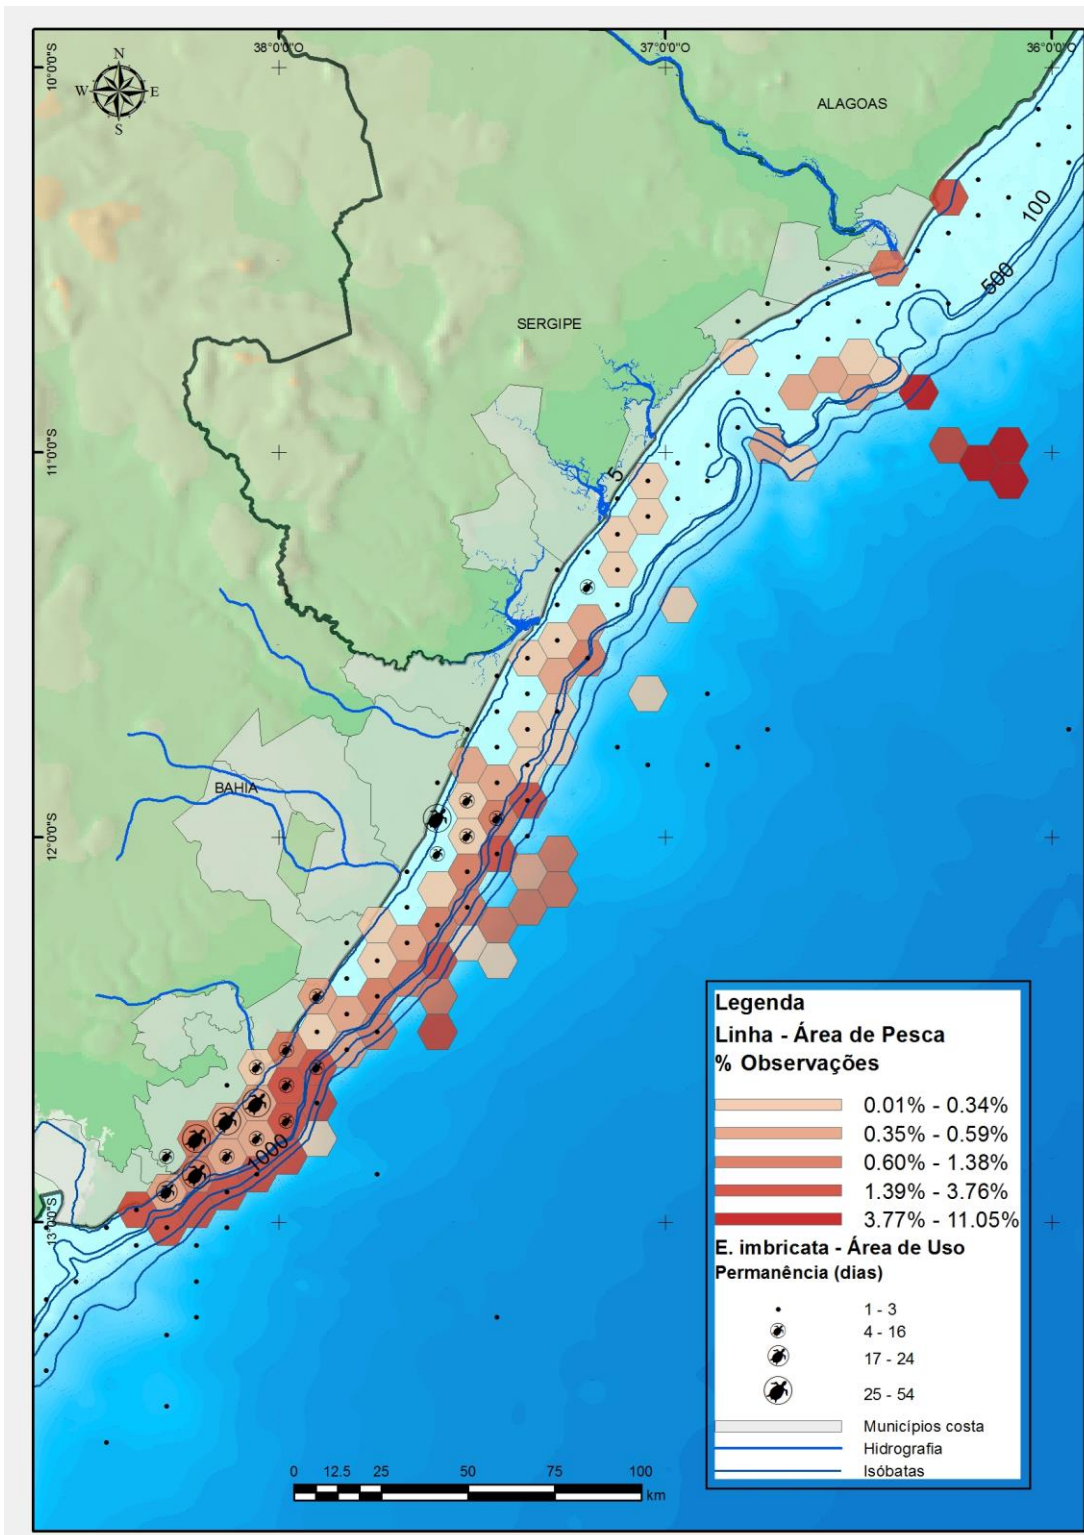 38°0'0"O 37°0'0"O 36°0'0"O
10°0'0"S
N
W E
S
ALAGOAS
100
500
SERGIPE
11°0'0"S
5
BAHIA
12°0'0"S
1000
13°0'0"S
Legenda
Linha - Área de Pesca
% Observações
0.01% - 0.34%
0.35% - 0.59%
0.60% - 1.38%
1.39% - 3.76%
3.77% - 11.05%
E. imbricata - Área de Uso
Permanência (dias)
1 - 3
4 - 16
17 - 24
25 - 54
Municípios costa
Hidrografia
Isóbatas
0 12.5 25 50 75 100
km